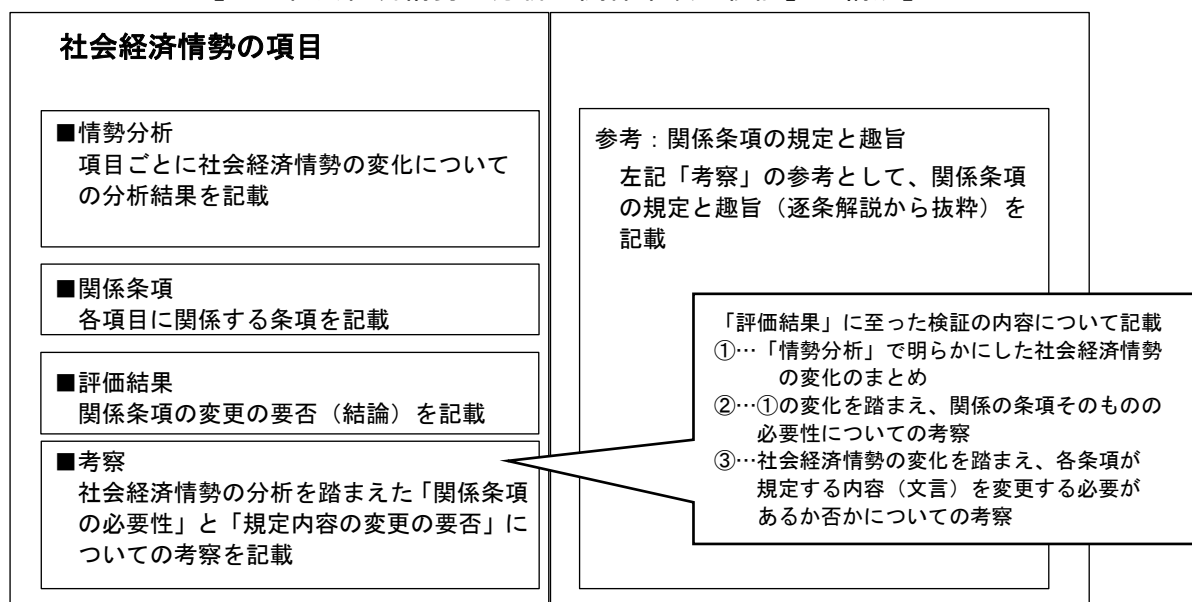 社会経済情勢の項目
■情勢分析
項目ごとに社会経済情勢の変化について
の分析結果を記載
■関係条項
各項目に関係する条項を記載
■評価結果
関係条項の変更の要否（結論）を記載
■考察
社会経済情勢の分析を踏まえた「関係条項
の必要性」と「規定内容の変更の要否」に
ついての考察を記載
参考：関係条項の規定と趣旨
左記「考察」の参考として、関係条項
の規定と趣旨（逐条解説から抜粋）を
記載
「評価結果」に至った検証の内容について記載
①…「情勢分析」で明らかにした社会経済情勢
の変化のまとめ
②…①の変化を踏まえ、関係の条項そのものの
必要性についての考察
③…社会経済情勢の変化を踏まえ、各条項が
規定する内容（文言）を変更する必要が
あるか否かについての考察